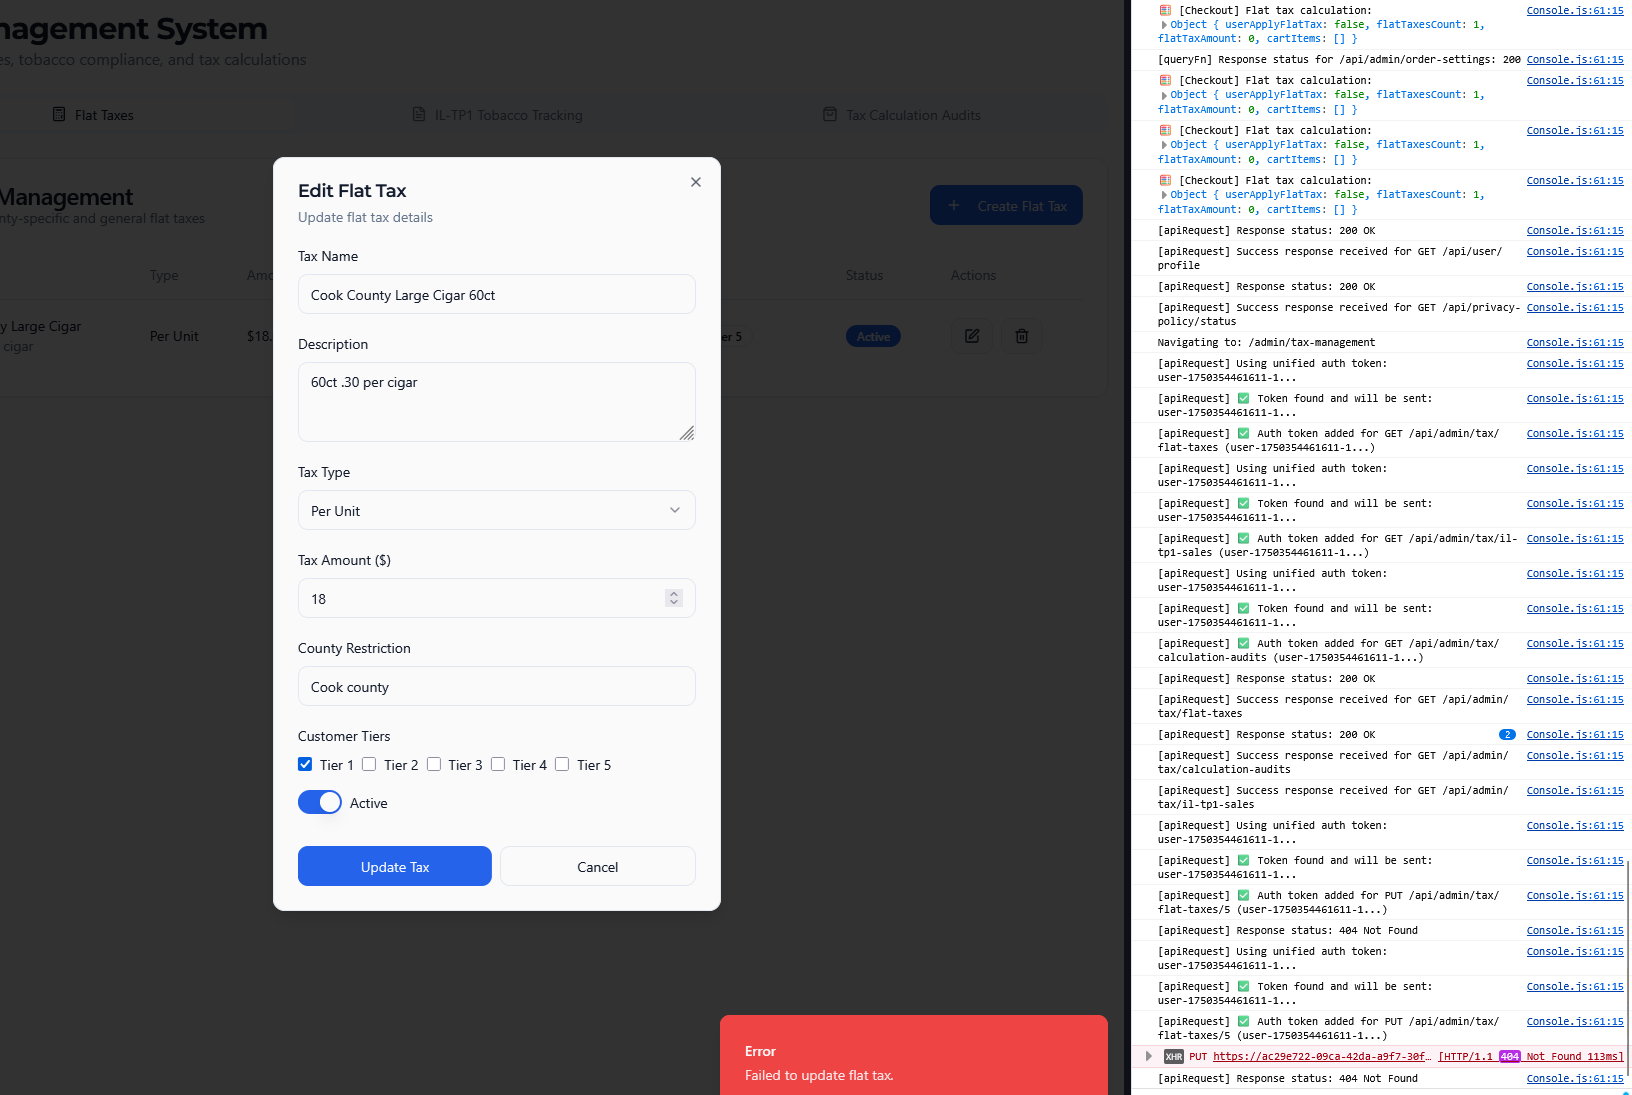 nagement System
es, tobacco compliance, and tax calculations
Flat Taxes
IL-TP1 Tobacco Tracking
Tax Calculation Audits
Management
nty-specific and general flat taxes
+ Create Flat Tax
Type
Amo
Status
Actions
y Large Cigar
cigar
Per Unit
$18.
er 5
Active
Edit Flat Tax
Update flat tax details
Tax Name
Cook County Large Cigar 60ct
Description
60ct .30 per cigar
Tax Type
Per Unit
Tax Amount ($)
18
County Restriction
Cook county
Customer Tiers
Tier 1 Tier 2 Tier 3 Tier 4 Tier 5
Active
Update Tax
Cancel
Error
Failed to update flat tax.
[Checkout] Flat tax calculation: Console.js:61:15
Object { userApplyFlatTax: false, flatTaxesCount: 1,
flatTaxAmount: 0, cartItems: [] }
[queryFn] Response status for /api/admin/order-settings: 200 Console.js:61:15
[Checkout] Flat tax calculation: Console.js:61:15
Object { userApplyFlatTax: false, flatTaxesCount: 1,
flatTaxAmount: 0, cartItems: [] }
[Checkout] Flat tax calculation: Console.js:61:15
Object { userApplyFlatTax: false, flatTaxesCount: 1,
flatTaxAmount: 0, cartItems: [] }
[Checkout] Flat tax calculation: Console.js:61:15
Object { userApplyFlatTax: false, flatTaxesCount: 1,
flatTaxAmount: 0, cartItems: [] }
[apiRequest] Response status: 200 OK Console.js:61:15
[apiRequest] Success response received for GET /api/user/ Console.js:61:15
profile
[apiRequest] Response status: 200 OK Console.js:61:15
[apiRequest] Success response received for GET /api/privacy- Console.js:61:15
policy/status
Navigating to: /admin/tax-management Console.js:61:15
[apiRequest] Using unified auth token: Console.js:61:15
user-1750354461611-1...
[apiRequest] ✅ Token found and will be sent: Console.js:61:15
user-1750354461611-1...
[apiRequest] ✅ Auth token added for GET /api/admin/tax/ Console.js:61:15
flat-taxes (user-1750354461611-1...)
[apiRequest] Using unified auth token: Console.js:61:15
user-1750354461611-1...
[apiRequest] ✅ Token found and will be sent: Console.js:61:15
user-1750354461611-1...
[apiRequest] ✅ Auth token added for GET /api/admin/tax/il- Console.js:61:15
tp1-sales (user-1750354461611-1...)
[apiRequest] Using unified auth token: Console.js:61:15
user-1750354461611-1...
[apiRequest] ✅ Token found and will be sent: Console.js:61:15
user-1750354461611-1...
[apiRequest] ✅ Auth token added for GET /api/admin/tax/ Console.js:61:15
calculation-audits (user-1750354461611-1...)
[apiRequest] Response status: 200 OK Console.js:61:15
[apiRequest] Success response received for GET /api/admin/ Console.js:61:15
tax/flat-taxes
[apiRequest] Response status: 200 OK 2 Console.js:61:15
[apiRequest] Success response received for GET /api/admin/ Console.js:61:15
tax/calculation-audits
[apiRequest] Success response received for GET /api/admin/ Console.js:61:15
tax/il-tp1-sales
[apiRequest] Using unified auth token: Console.js:61:15
user-1750354461611-1...
[apiRequest] ✅ Token found and will be sent: Console.js:61:15
user-1750354461611-1...
[apiRequest] ✅ Auth token added for PUT /api/admin/tax/ Console.js:61:15
flat-taxes/5 (user-1750354461611-1...)
[apiRequest] Response status: 404 Not Found Console.js:61:15
[apiRequest] Using unified auth token: Console.js:61:15
user-1750354461611-1...
[apiRequest] ✅ Token found and will be sent: Console.js:61:15
user-1750354461611-1...
[apiRequest] ✅ Auth token added for PUT /api/admin/tax/ Console.js:61:15
flat-taxes/5 (user-1750354461611-1...)
XHR PUT https://ac29e722-09ca-42da-a9f7-30f… [HTTP/1.1 404 Not Found 113ms]
[apiRequest] Response status: 404 Not Found Console.js:61:15